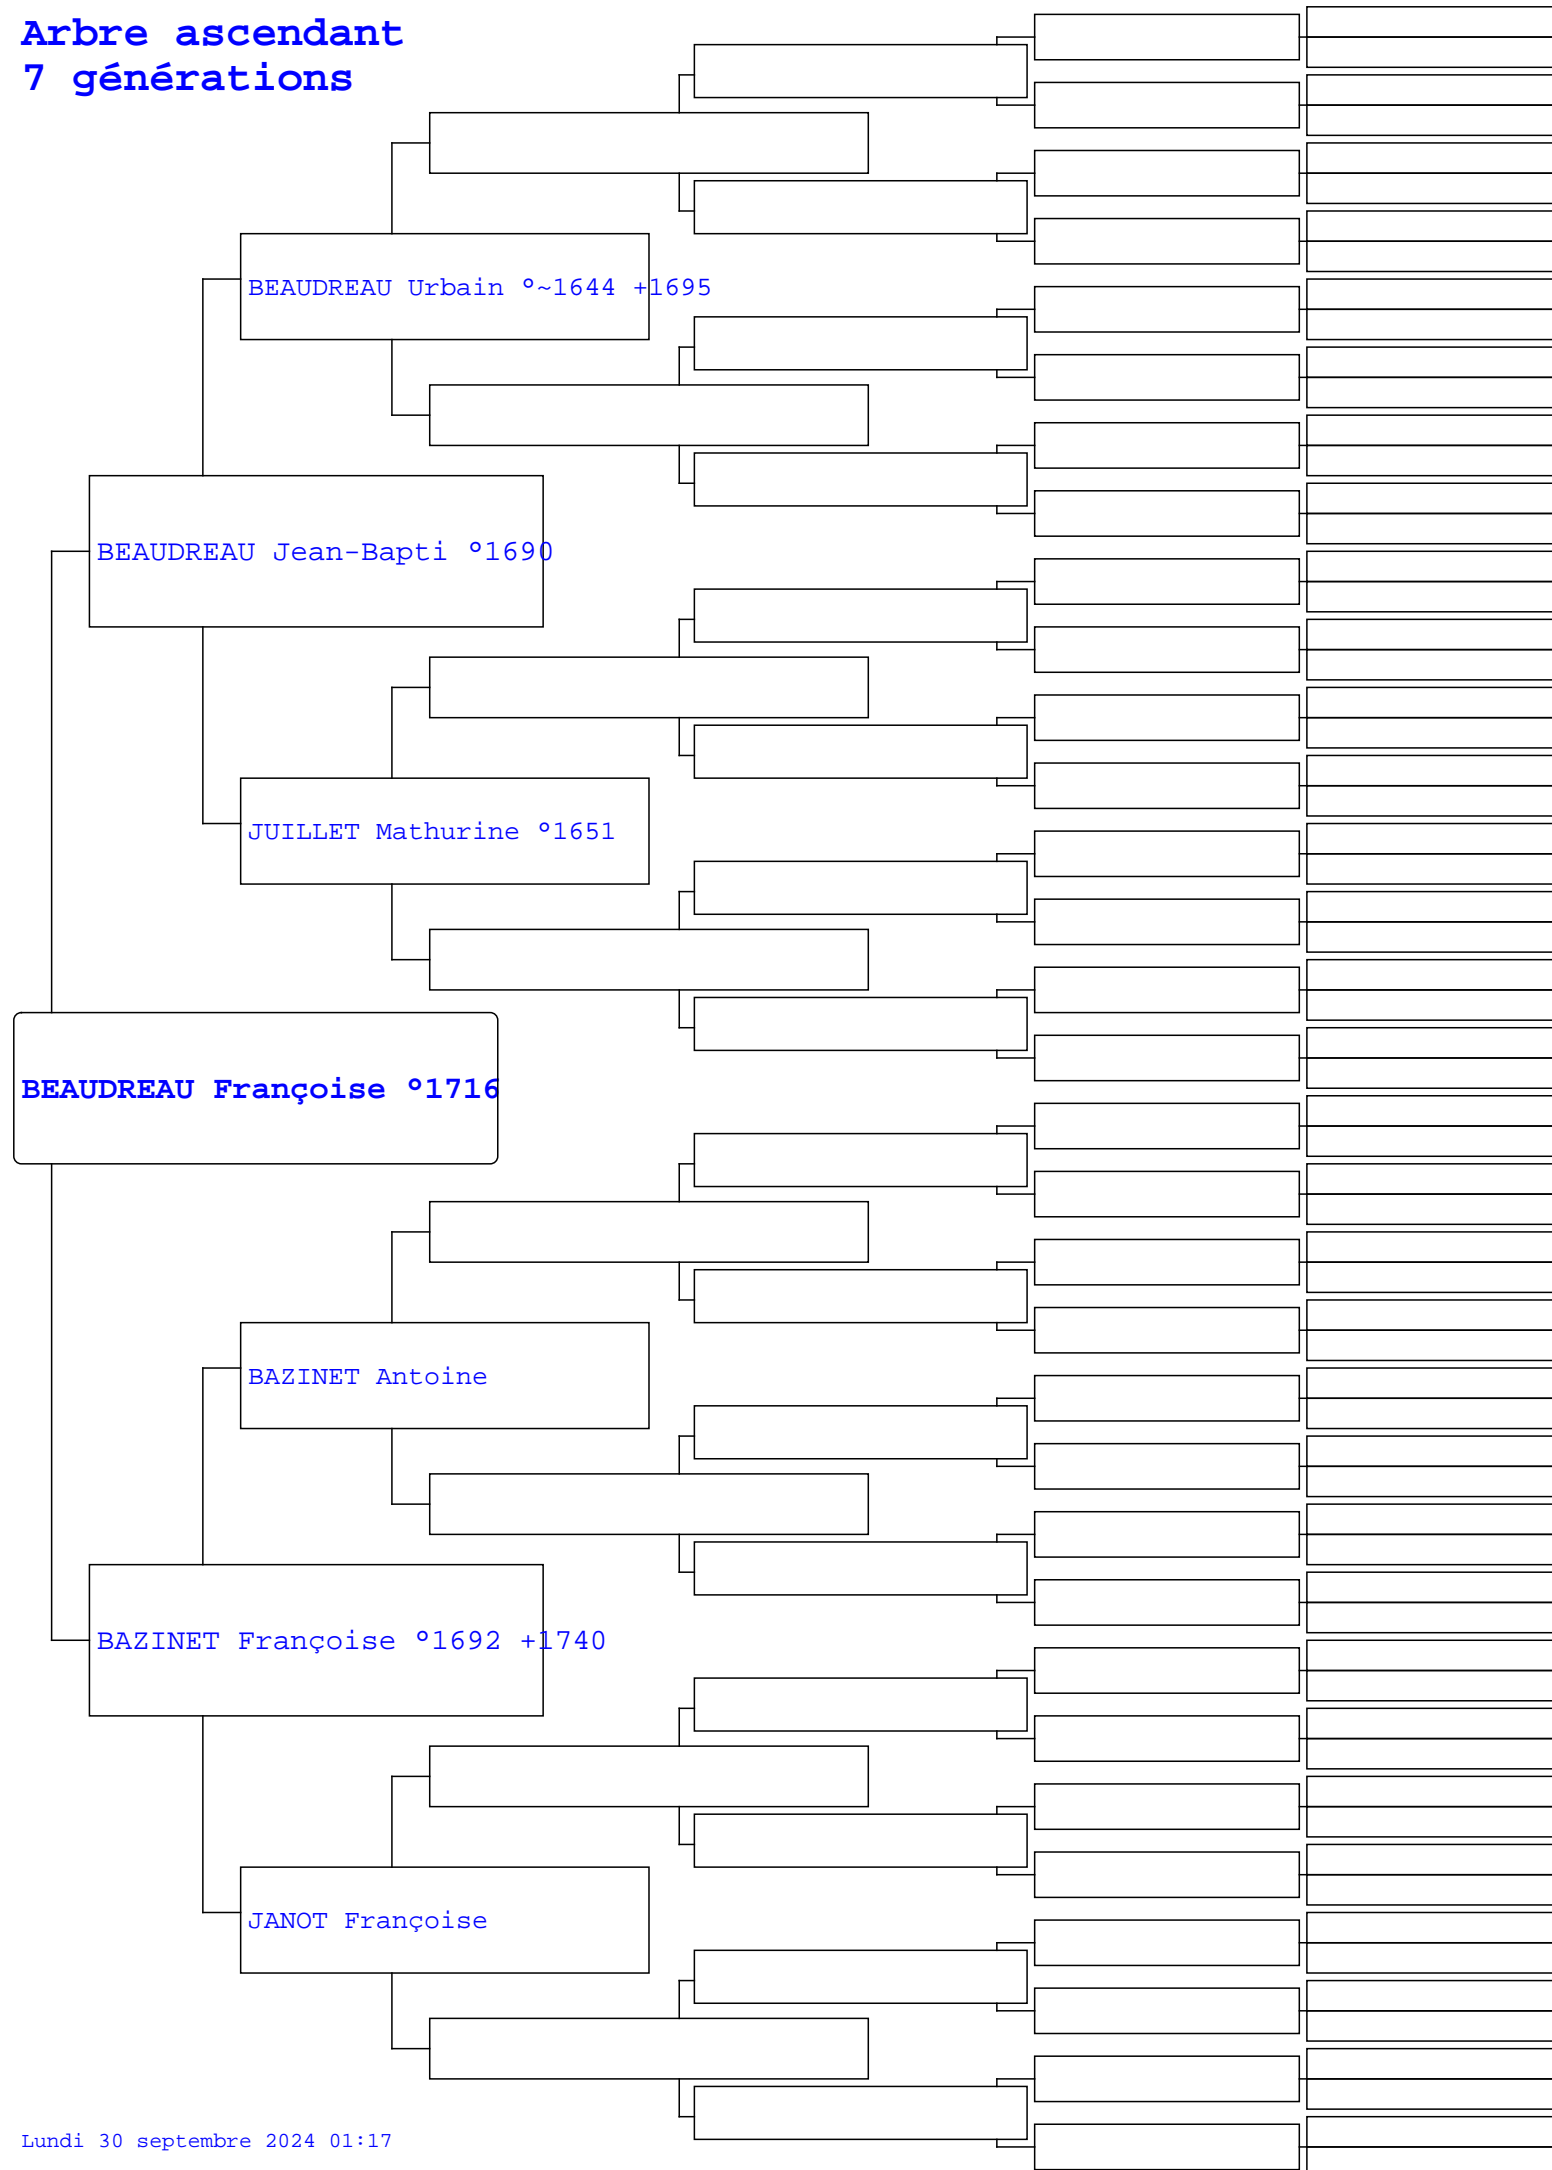 Arbre ascendant
7 générations
BEAUDREAU Urbain °~1644 +1695
BEAUDREAU Jean-Bapti °1690
JUILLET Mathurine °1651
BEAUDREAU Françoise °1716
BAZINET Antoine
BAZINET Françoise °1692 +1740
JANOT Françoise
Lundi 30 septembre 2024 01:17